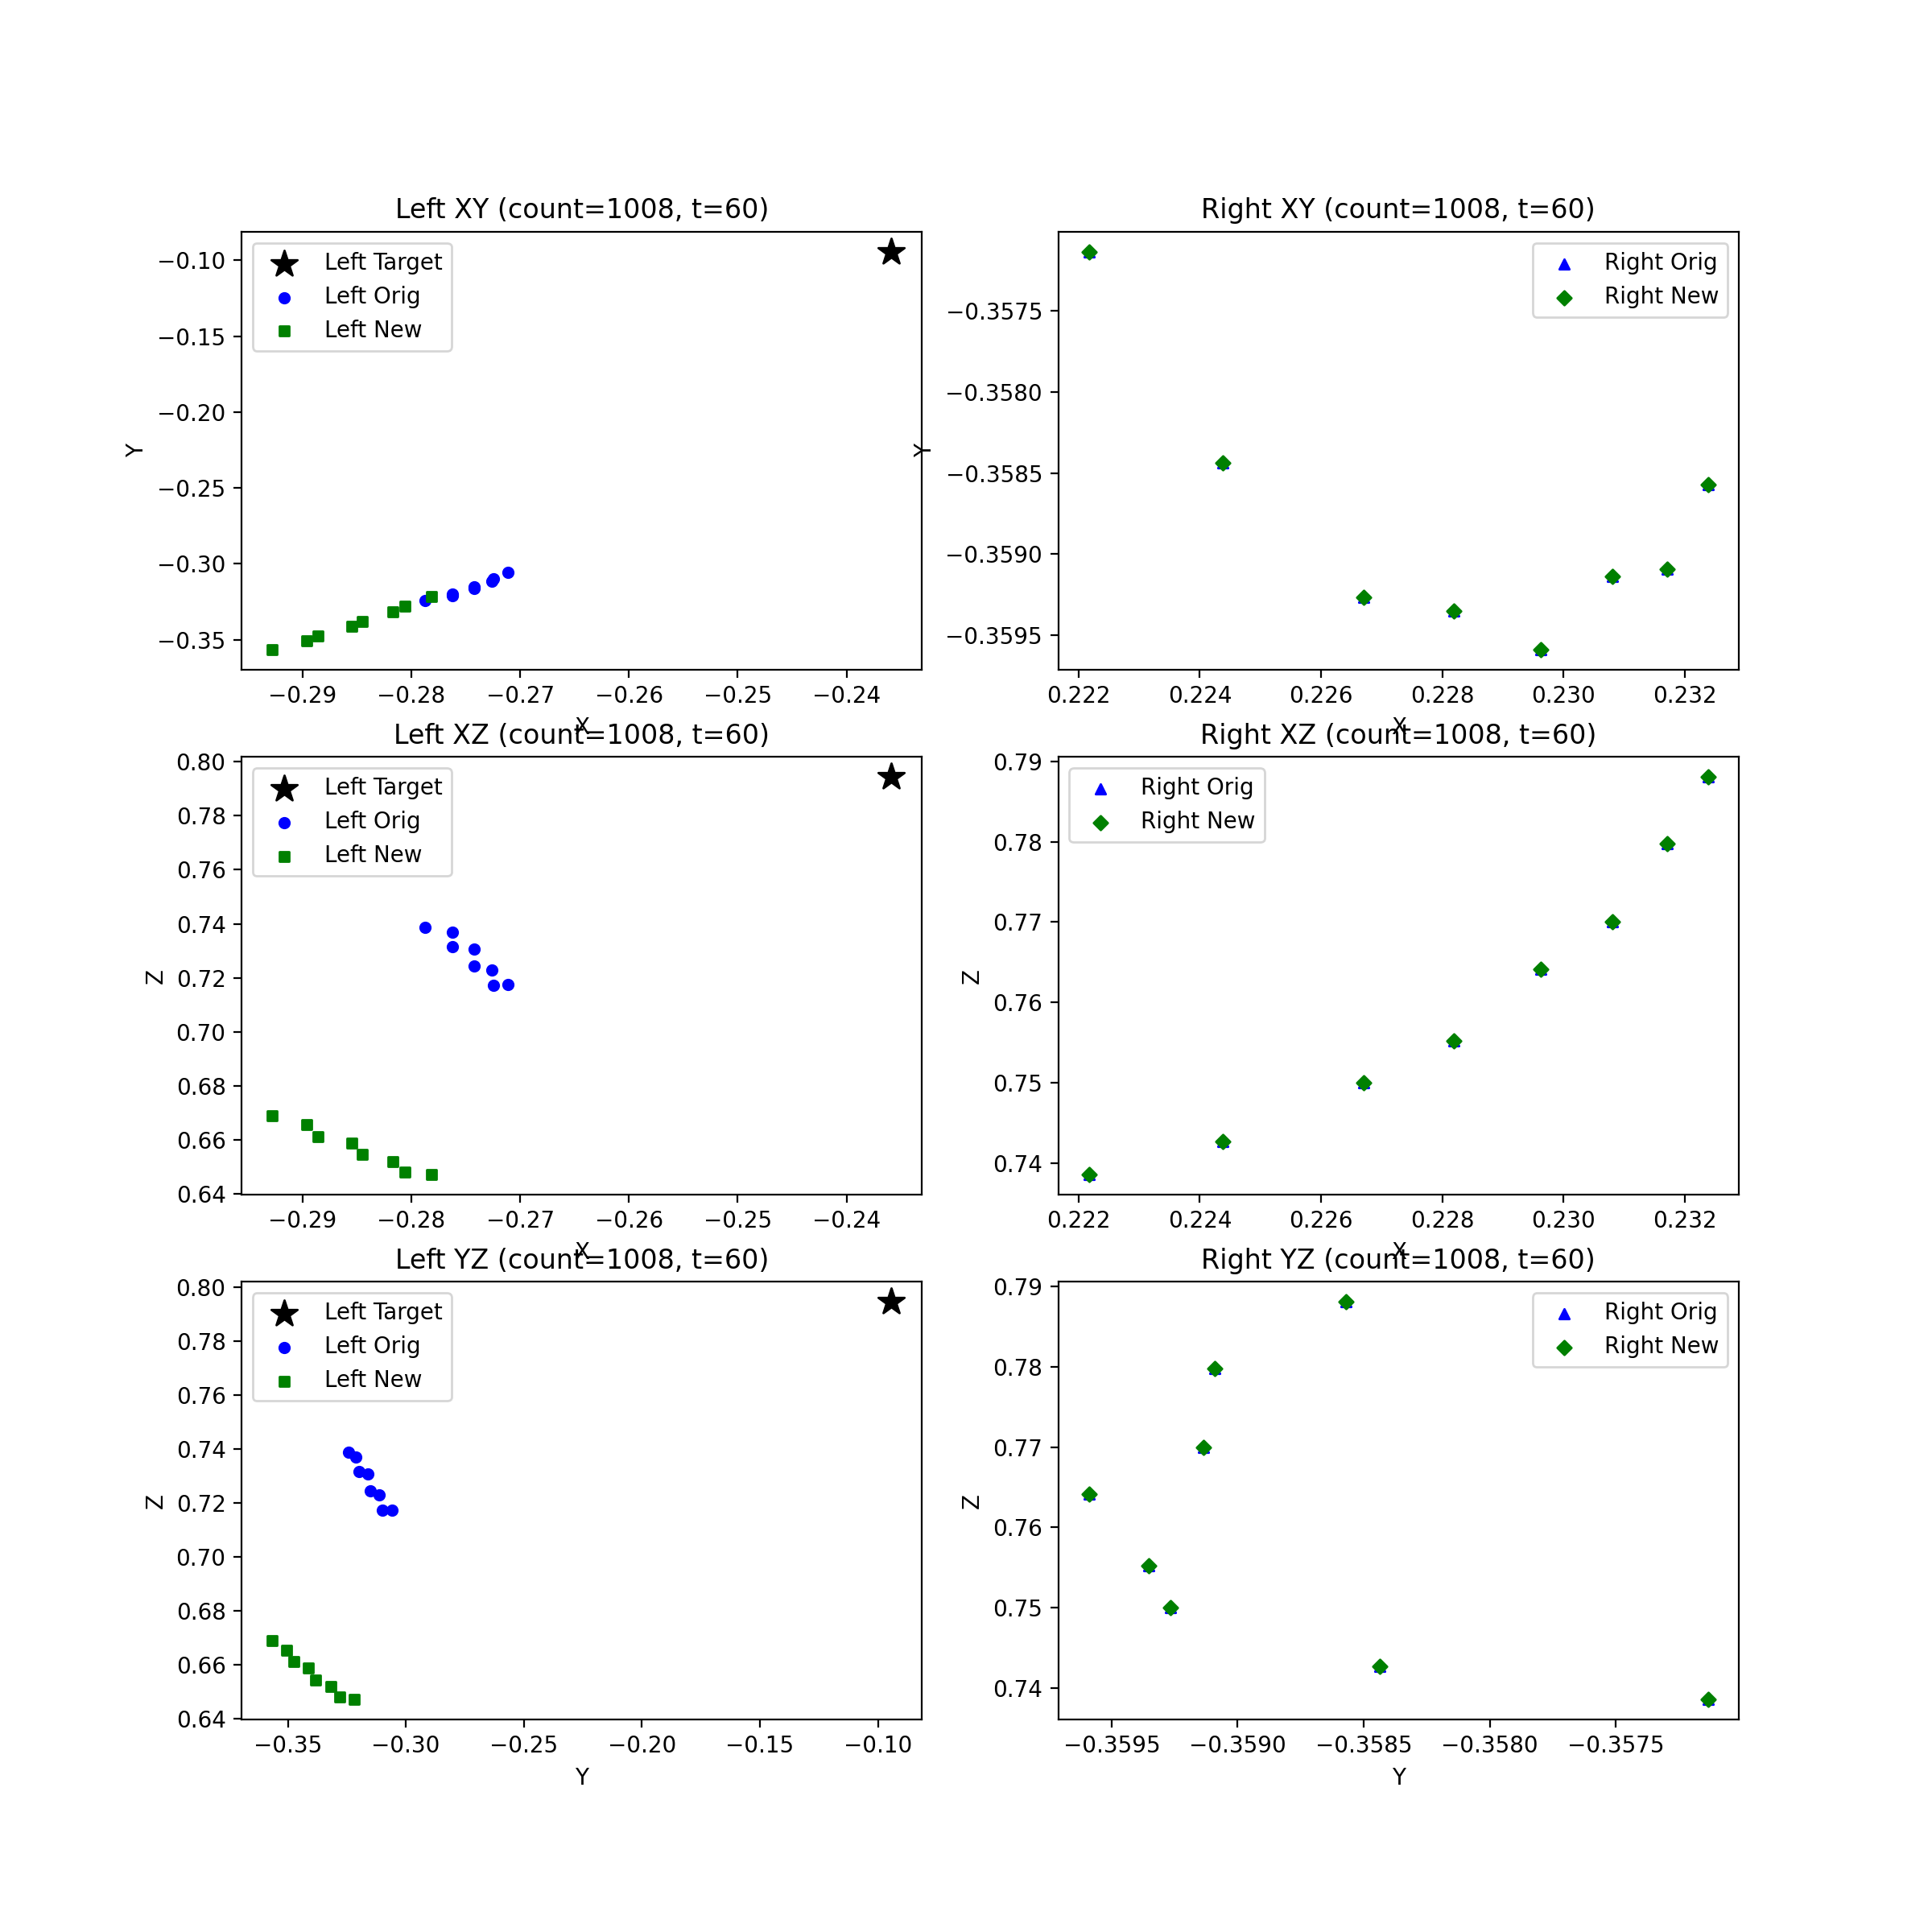 Left XY (count=1008, t=60)
Left Target
Left Orig
Left New
−0.10
−0.15
−0.20
−0.25
−0.30
−0.35
Y
−0.29
−0.28
−0.27
−0.26
−0.25
−0.24
X
Right XY (count=1008, t=60)
Right Orig
Right New
−0.3575
−0.3580
−0.3585
−0.3590
−0.3595
Y
0.222
0.224
0.226
0.228
0.230
0.232
X
Left XZ (count=1008, t=60)
Left Target
Left Orig
Left New
0.80
0.78
0.76
0.74
0.72
0.70
0.68
0.66
0.64
Z
−0.29
−0.28
−0.27
−0.26
−0.25
−0.24
X
Right XZ (count=1008, t=60)
Right Orig
Right New
0.79
0.78
0.77
0.76
0.75
0.74
Z
0.222
0.224
0.226
0.228
0.230
0.232
X
Left YZ (count=1008, t=60)
Left Target
Left Orig
Left New
0.80
0.78
0.76
0.74
0.72
0.70
0.68
0.66
0.64
Z
−0.35
−0.30
−0.25
−0.20
−0.15
−0.10
Y
Right YZ (count=1008, t=60)
Right Orig
Right New
0.79
0.78
0.77
0.76
0.75
0.74
Z
−0.3595
−0.3590
−0.3585
−0.3580
−0.3575
Y